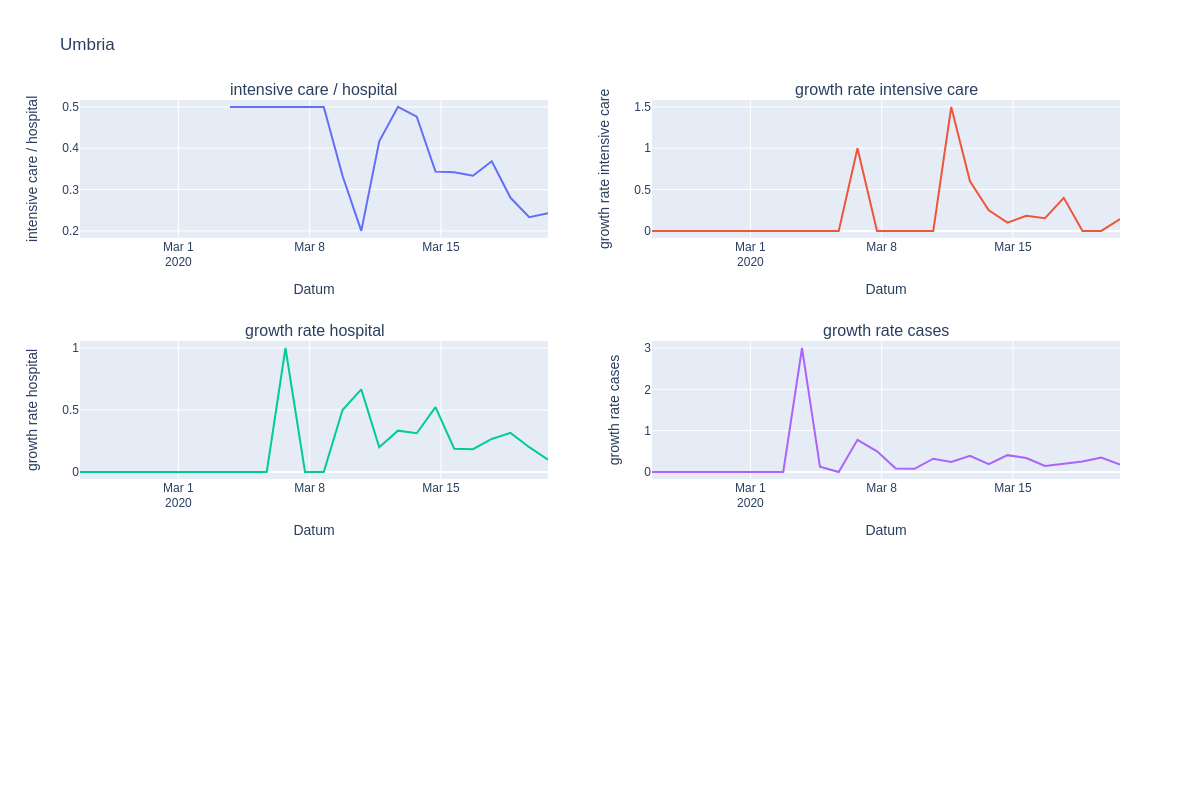 Umbria
intensive care / hospital
intensive care / hospital
0.5
0.4
0.3
0.2
Mar 1
2020
Mar 8
Mar 15
Datum
growth rate intensive care
growth rate intensive care
1.5
1
0.5
0
Mar 1
2020
Mar 8
Mar 15
Datum
growth rate hospital
growth rate hospital
1
0.5
0
Mar 1
2020
Mar 8
Mar 15
Datum
growth rate cases
growth rate cases
3
2
1
0
Mar 1
2020
Mar 8
Mar 15
Datum